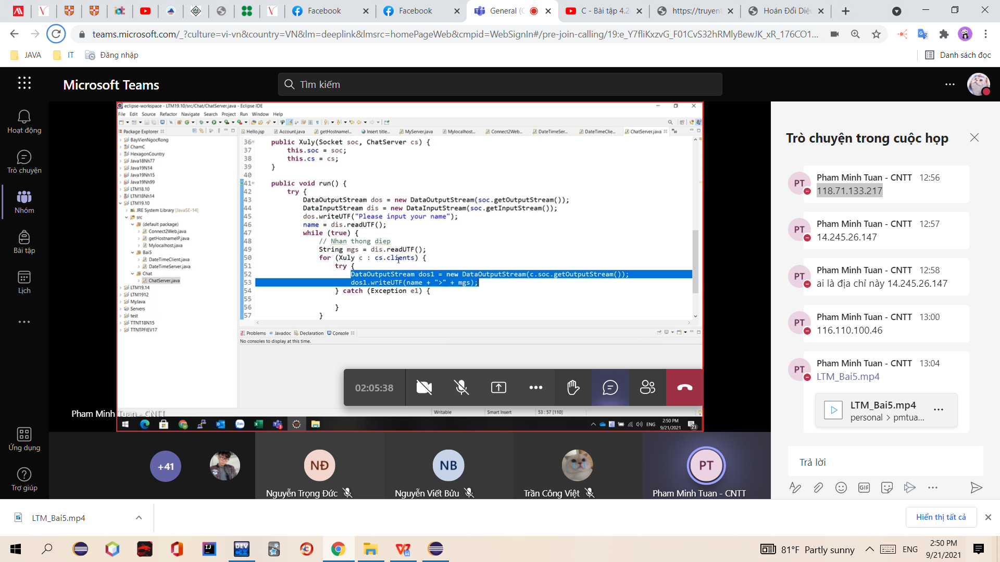 Facebook
Facebook
General (
C - Bài tập 4.2
https://truyen
Hoán Đổi Diệ
teams.microsoft.com/_?culture=vi-vn&country=VN&lm=deeplink&lmsrc=homePageWeb&cmpid=WebSignIn#/pre-join-calling/19:e_Y7fliKxzvG_F01CvS32hRMlyBewJK_xR_176CO1...
JAVA
IT
Đăng nhập
Danh sách đọc
Microsoft Teams
Tìm kiếm
Hoạt động
Trò chuyện
Nhóm
Bài tập
Lịch
Ứng dụng
Trợ giúp
eclipse-workspace - LTM19.10/src/Chat/ChatServer.java - Eclipse IDE
File Edit Source Refactor Navigate Search Project Run Window Help
Package Explorer
Hello.jsp
Account.java
getHostnamel...
Insert title...
MyServer.java
Mylocalhost...
Connect2Web...
DateTimeSer...
DateTimeClie...
ChatServer.java
BayVienNgocRong
ChamC
HexagonCountry
Java18Nh77
Java19N14
Java19Nh15
Java19Nh99
LTM18.10
LTM18Nh14
LTM19.10
JRE System Library [JavaSE-14]
src
(default package)
Connect2Web.java
getHostnameIP.java
Mylocalhost.java
Bai5
DateTimeClient.java
DateTimeServer.java
Chat
ChatServer.java
LTM19.14
LTM1912
MyJava
Servers
test
TTNT18N15
TTNTPFIEV17
36 public Xuly(Socket soc, ChatServer cs) {
37 this.soc = soc;
38 this.cs = cs;
39 }
40
41 public void run() {
42 try {
43 DataOutputStream dos = new DataOutputStream(soc.getOutputStream());
44 DataInputStream dis = new DataInputStream(soc.getInputStream());
45 dos.writeUTF("Please input your name");
46 name = dis.readUTF();
47 while (true) {
48 // Nhan thong diep
49 String mgs = dis.readUTF();
50 for (Xuly c : cs.clients) {
51 try {
52 DataOutputStream dos1 = new DataOutputStream(c.soc.getOutputStream());
53 dos1.writeUTF(name + ">" + mgs);
54 } catch (Exception e1) {
55
56 }
57 }
Problems Javadoc Declaration Console
No consoles to display at this time.
02:05:38
Writable
Smart Insert
53 : 57 [110]
Pham Minh Tuan - CNTT
ENG
2:50 PM
9/21/2021
23
+41
NĐ
Nguyễn Trọng Đức
NB
Nguyễn Viết Bửu
Trần Công Việt
PT
Pham Minh Tuan - CNTT
Trò chuyện trong cuộc họp
PT
Pham Minh Tuan - CNTT 12:56
118.71.133.217
PT
Pham Minh Tuan - CNTT 12:57
14.245.26.147
PT
Pham Minh Tuan - CNTT 12:58
ai là địa chỉ này 14.245.26.147
PT
Pham Minh Tuan - CNTT 13:00
116.110.100.46
PT
Pham Minh Tuan - CNTT 13:04
LTM_Bai5.mp4
LTM_Bai5.mp4
personal > pmtua...
Trả lời
GIF
LTM_Bai5.mp4
Hiển thị tất cả
IJ
DEV
81°F Partly sunny
ENG
2:50 PM
9/21/2021